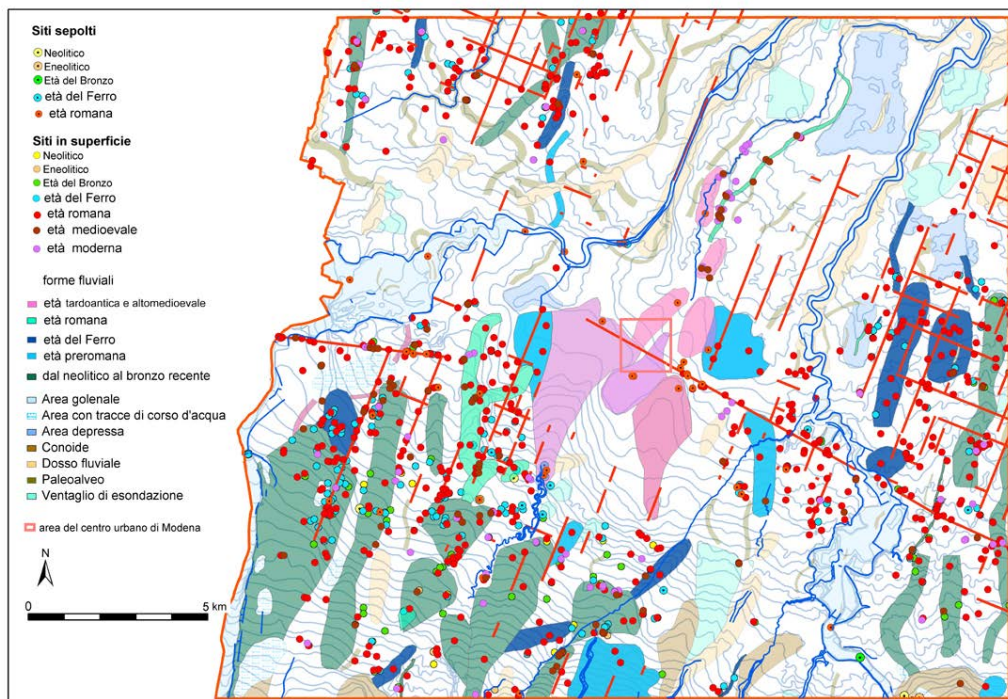 Siti sepolti
Neolitico
Eneolitico
Età del Bronzo
età del Ferro
età romana
Siti in superficie
Neolitico
Eneolitico
Età del Bronzo
età del Ferro
età romana
età medioevale
età moderna
forme fluviali
età tardoantica e altomedioevale
età romana
età del Ferro
età preromana
dal neolitico al bronzo recente
Area golenale
Area con tracce di corso d'acqua
Area depressa
Conoide
Dosso fluviale
Paleoalveo
Ventaglio di esondazione
area del centro urbano di Modena
N
0 5 km